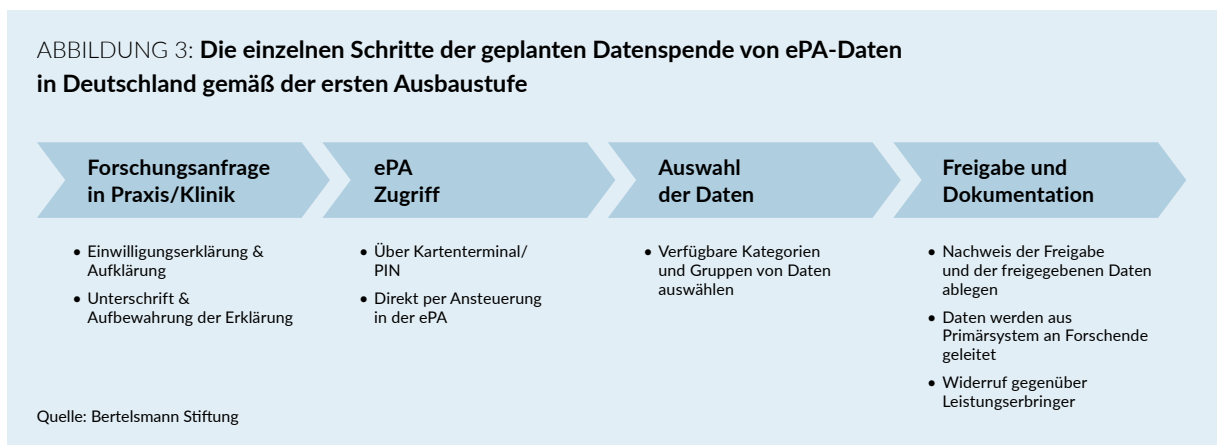 ABBILDUNG 3: Die einzelnen Schritte der geplanten Datenspende von ePA-Daten
in Deutschland gemäß der ersten Ausbaustufe
Forschungsanfrage
in Praxis/Klinik
• Einwilligungserklärung &
Aufklärung
• Unterschrift &
Aufbewahrung der Erklärung
ePA
Zugriff
• Über Kartenterminal/
PIN
• Direkt per Ansteuerung
in der ePA
Auswahl
der Daten
• Verfügbare Kategorien
und Gruppen von Daten
auswählen
Freigabe und
Dokumentation
• Nachweis der Freigabe
und der freigegebenen Daten
ablegen
• Daten werden aus
Primärsystem an Forschende
geleitet
• Widerruf gegenüber
Leistungserbringer
Quelle: Bertelsmann Stiftung